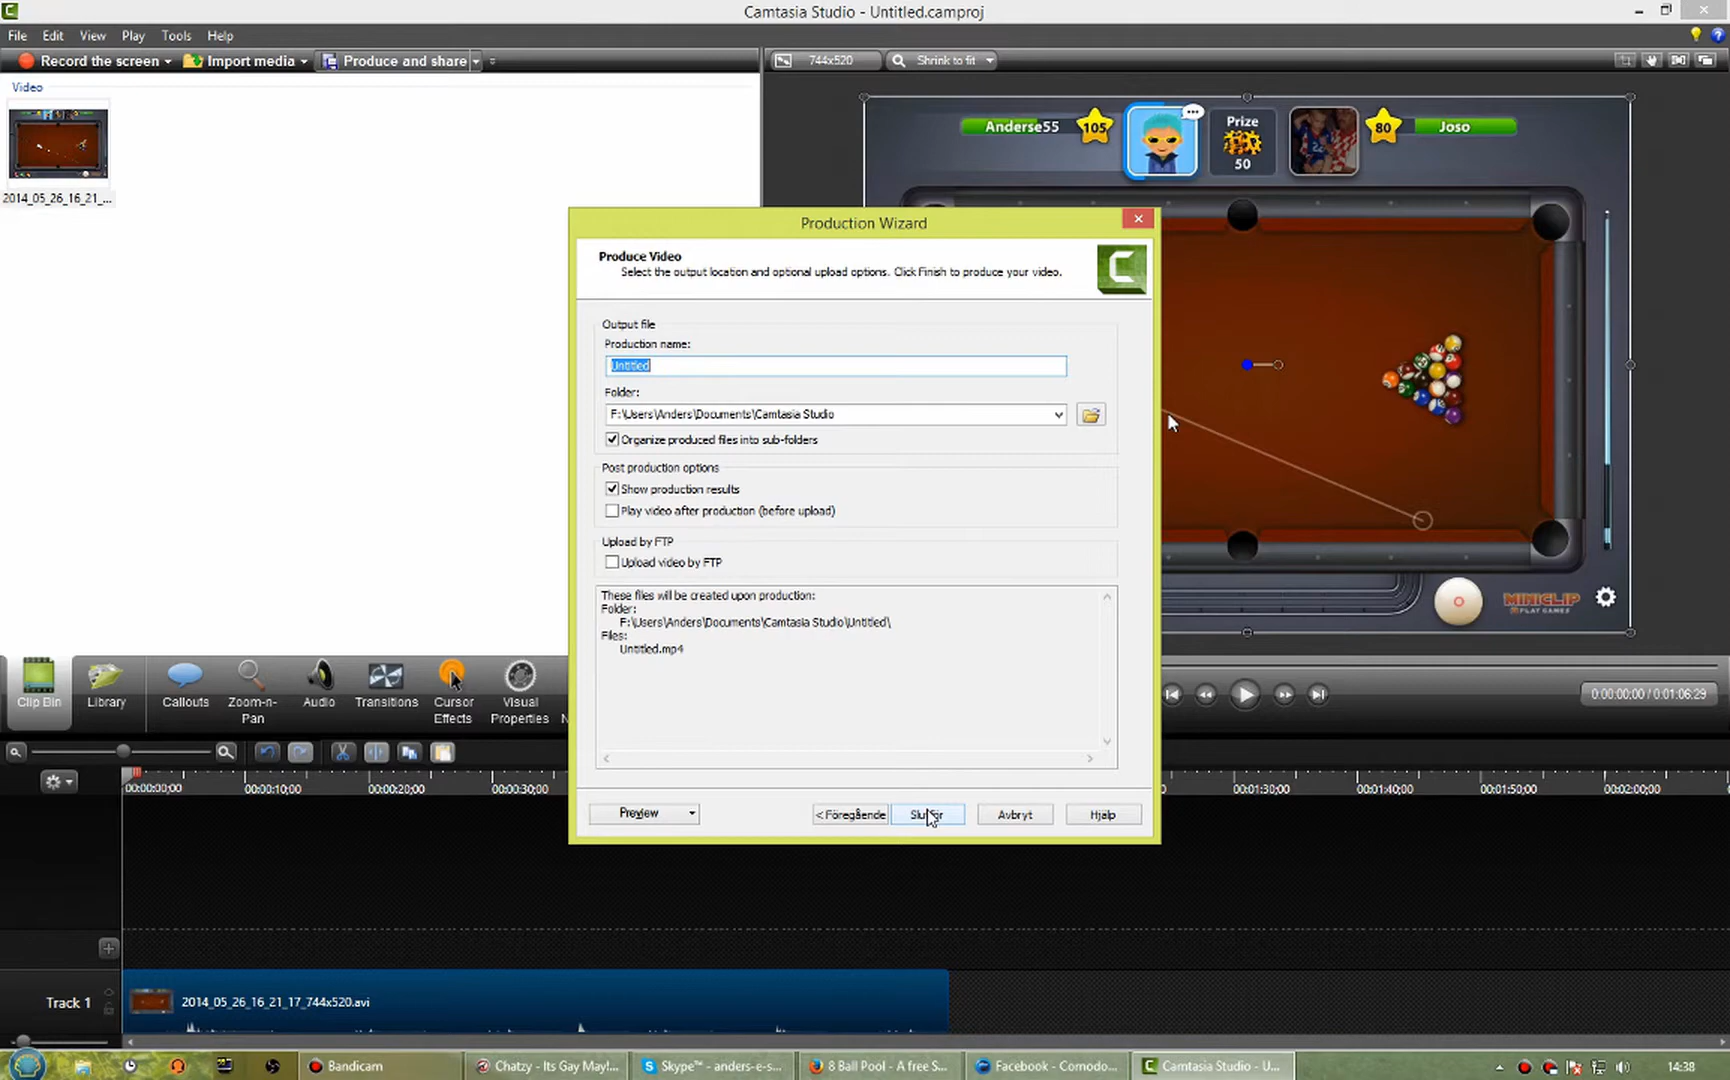 Camtasia Studio - Untitled.camproj
File Edit View Play Tools Help
Record the screen Import media Produce and share
744x520 Shrink to fit
Video
2014_05_26_16_21_...
Anderse55 105 Prize 50 80 Joso
Production Wizard
Produce Video
Select the output location and optional upload options. Click Finish to produce your video.
Output file
Production name:
Untitled
Folder:
F:\Users\Anders\Documents\Camtasia Studio
Organize produced files into sub-folders
Post production options
Show production results
Play video after production (before upload)
Upload by FTP
Upload video by FTP
These files will be created upon production:
Folder:
F:\Users\Anders\Documents\Camtasia Studio\Untitled\
Files:
Untitled.mp4
Preview < Föregående Avbryt Hjälp
MINICLIP
PLAY GAMES
Clip Bin Library Callouts Zoom-n-Pan Audio Transitions Cursor Effects Visual Properties
0:00:00;00 / 0:01:06:29
00:00:00;00 00:00:10;00 00:00:20;00 00:00:30;00 00:01:30;00 00:01:40;00 00:01:50;00 00:02:00;00
Track 1 2014_05_26_16_21_17_744x520.avi
Bandicam Chatzy - Its Gay May!... Skype™ - anders-e-s... 8 Ball Pool - A free S... Facebook - Comodo... Camtasia Studio - U... 14:38